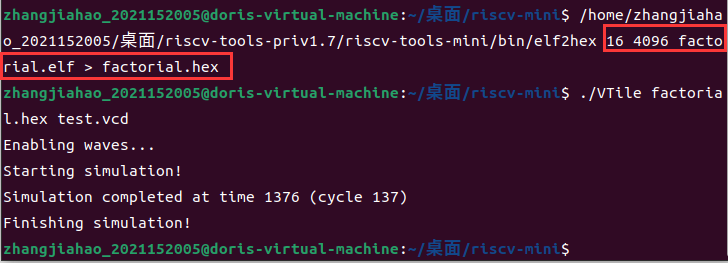 zhangjiahao_2021152005@doris-virtual-machine:~/桌面/riscv-mini$ /home/zhangjiaha
o_2021152005/桌面/riscv-tools-priv1.7/riscv-tools-mini/bin/elf2hex 16 4096 facto
rial.elf > factorial.hex
zhangjiahao_2021152005@doris-virtual-machine:~/桌面/riscv-mini$ ./VTile factoria
l.hex test.vcd
Enabling waves...
Starting simulation!
Simulation completed at time 1376 (cycle 137)
Finishing simulation!
zhangjiahao_2021152005@doris-virtual-machine:~/桌面/riscv-mini$